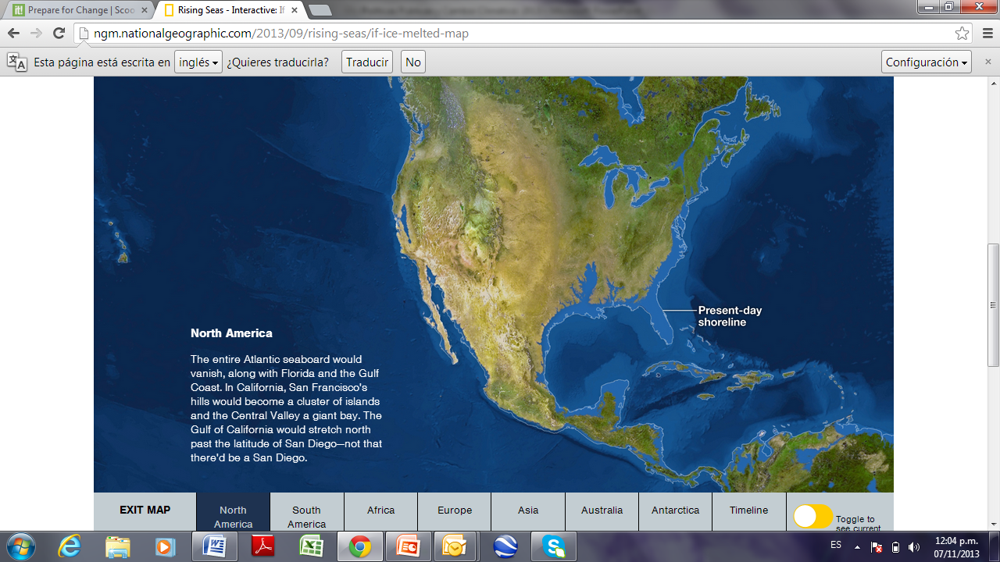 Prepare for Change | Scoo
Rising Seas - Interactive: If
ngm.nationalgeographic.com/2013/09/rising-seas/if-ice-melted-map
Esta página está escrita en inglés ¿Quieres traducirla? Traducir No Configuración
Present-day
shoreline
North America
The entire Atlantic seaboard would
vanish, along with Florida and the Gulf
Coast. In California, San Francisco's
hills would become a cluster of islands
and the Central Valley a giant bay. The
Gulf of California would stretch north
past the latitude of San Diego—not that
there'd be a San Diego.
EXIT MAP
North
America
South
America
Africa
Europe
Asia
Australia
Antarctica
Timeline
Toggle to
see current
ES
12:04 p.m.
07/11/2013